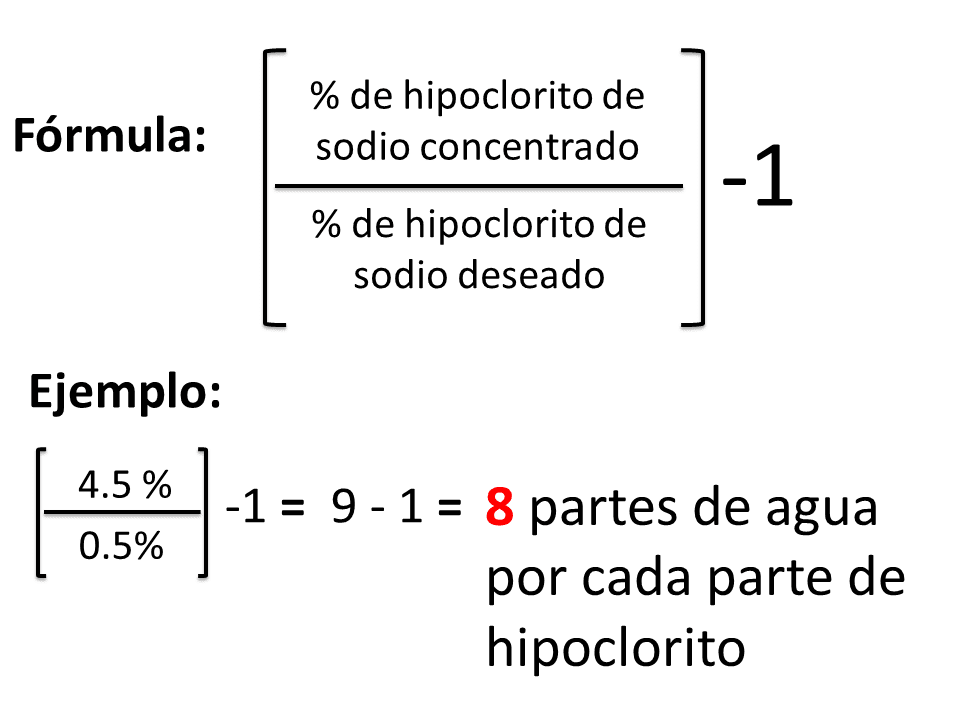 Fórmula:
% de hipoclorito de
sodio concentrado
% de hipoclorito de
sodio deseado
-1
Ejemplo:
4.5 %
0.5%
-1 = 9 - 1 = 8 partes de agua
por cada parte de
hipoclorito